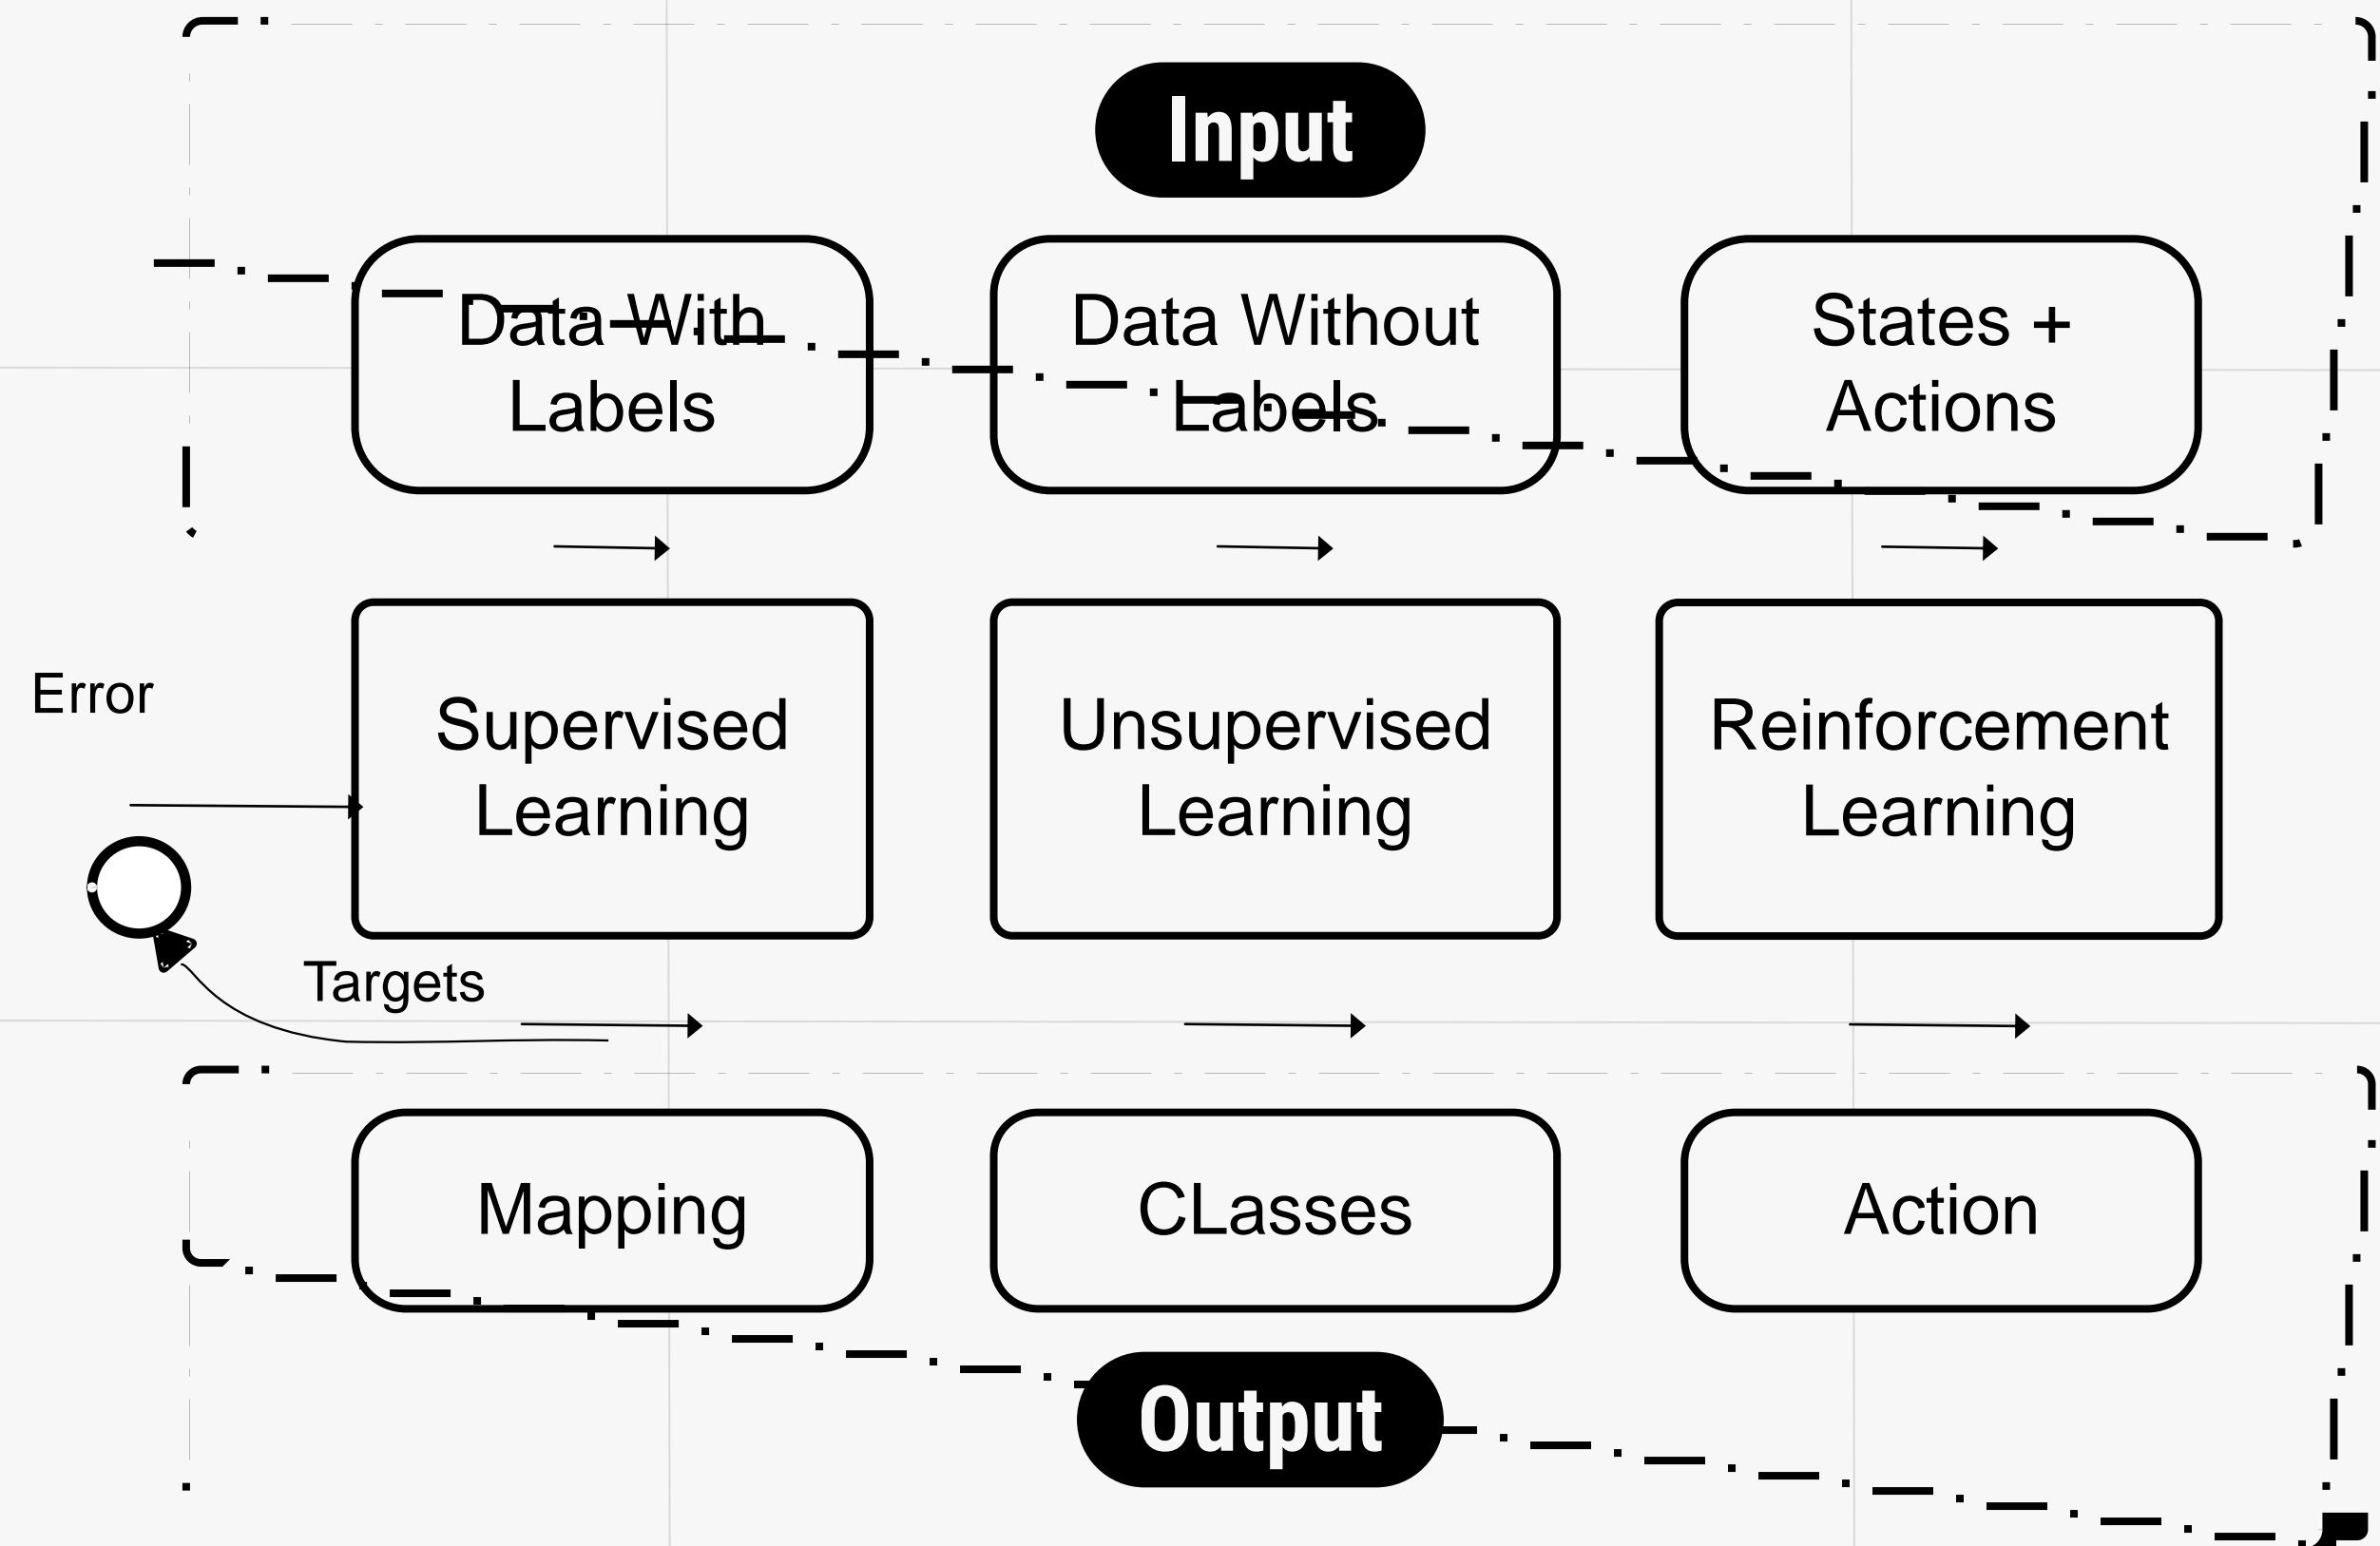 Input
Data With
Labels
Data Without
Labels
States +
Actions
Error
Supervised
Learning
Unsupervised
Learning
Reinforcement
Learning
Targets
Mapping
CLasses
Action
Output